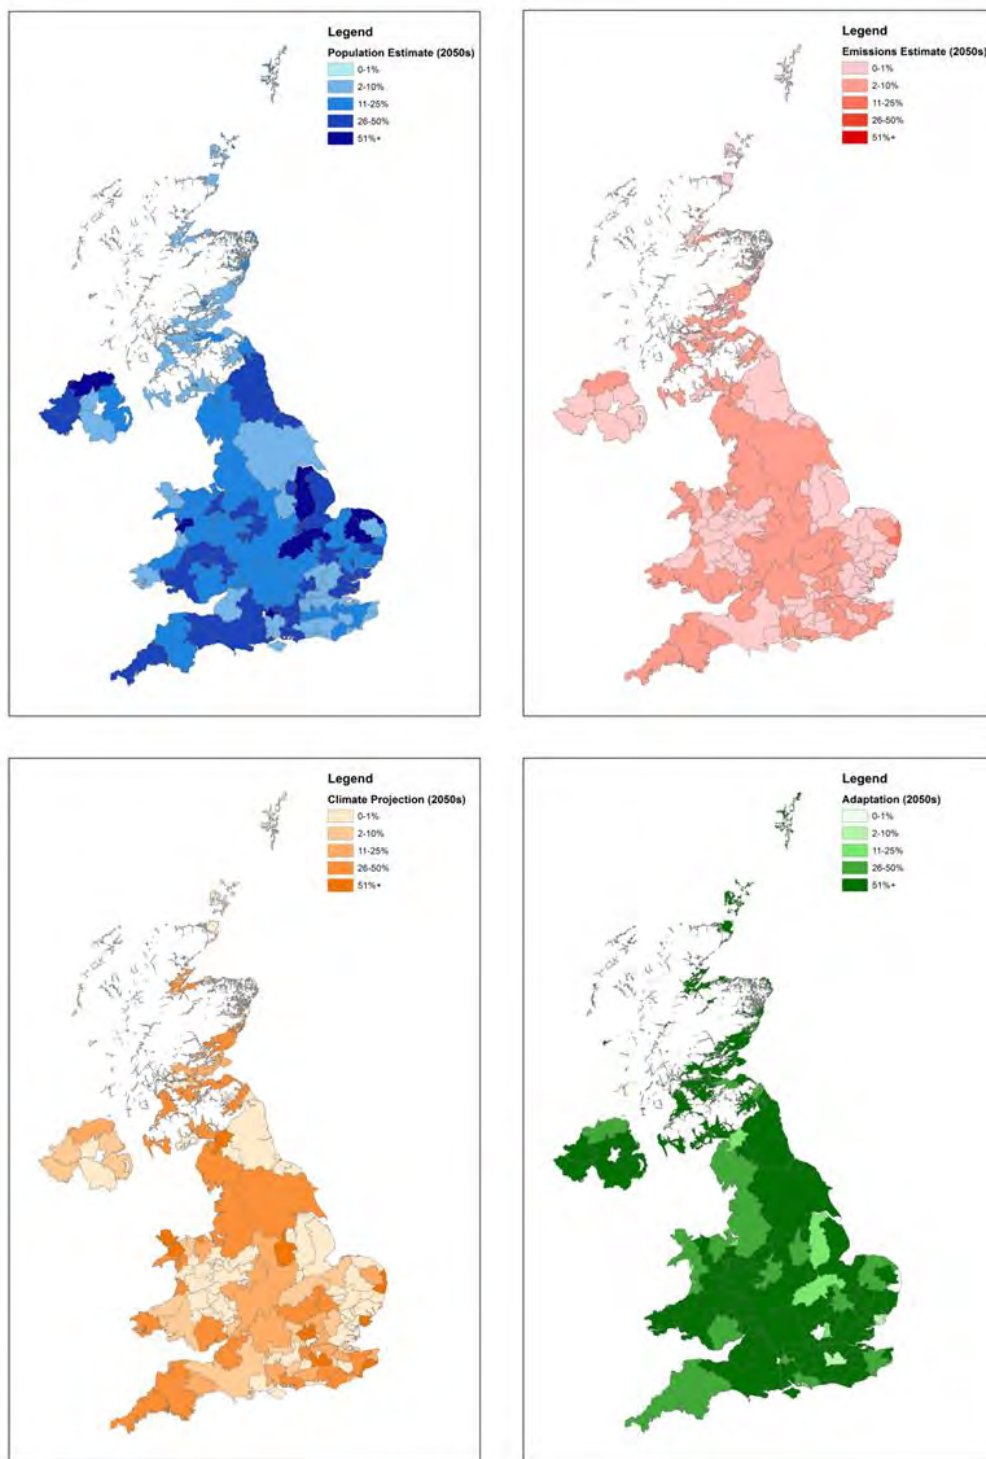 Legend
Population Estimate (2050s)
0-1%
2-10%
11-25%
26-50%
51%+
Legend
Emissions Estimate (2050s)
0-1%
2-10%
11-25%
26-50%
51%+
Legend
Climate Projection (2050s)
0-1%
2-10%
11-25%
26-50%
51%+
Legend
Adaptation (2050s)
0-1%
2-10%
11-25%
26-50%
51%+